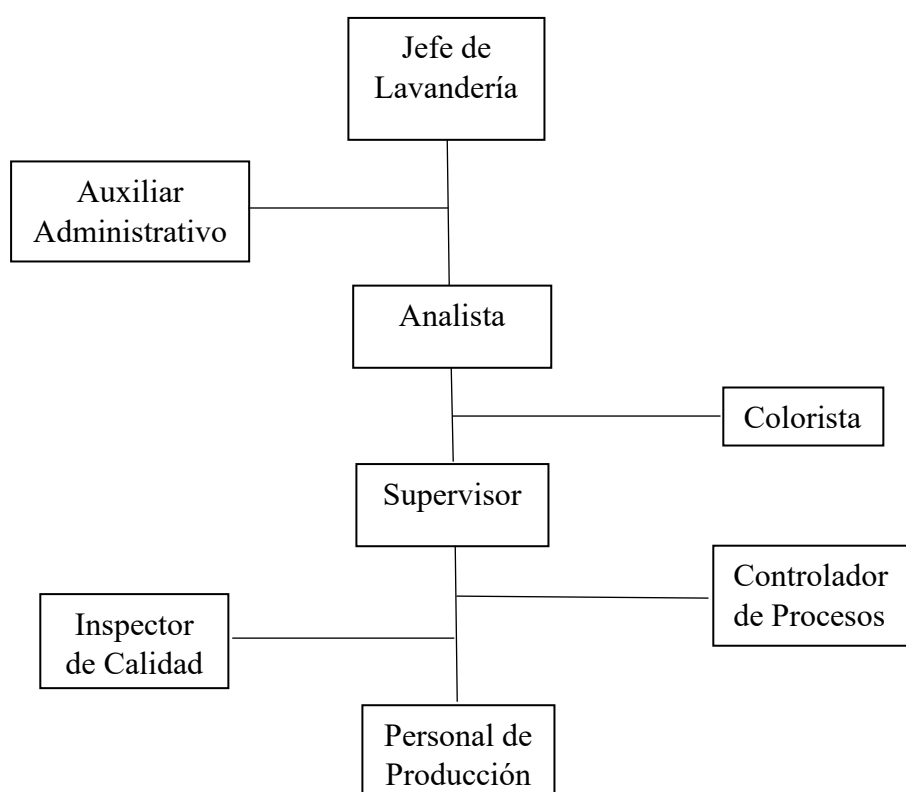 Jefe de
Lavandería
Auxiliar
Administrativo
Analista
Colorista
Supervisor
Controlador
de Procesos
Inspector
de Calidad
Personal de
Producción